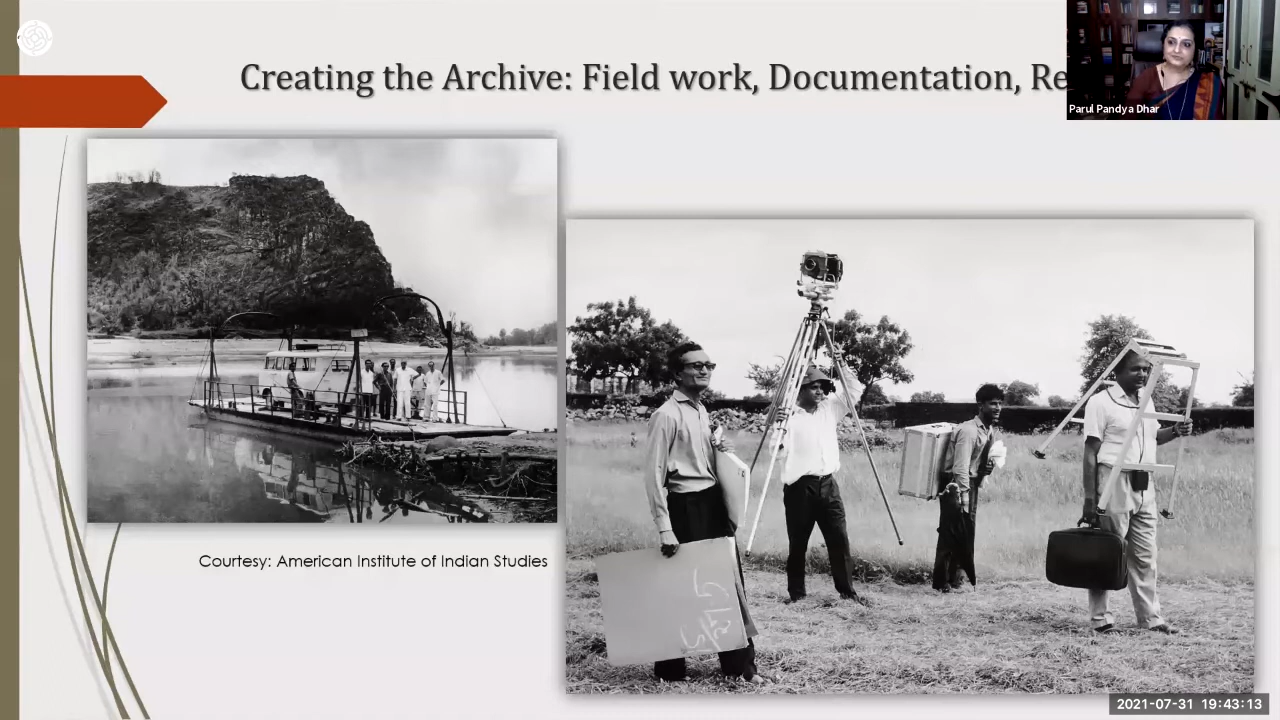 Creating the Archive: Field work, Documentation, Re
Parul Pandya Dhar
Courtesy: American Institute of Indian Studies
2021-07-31 19:43:13